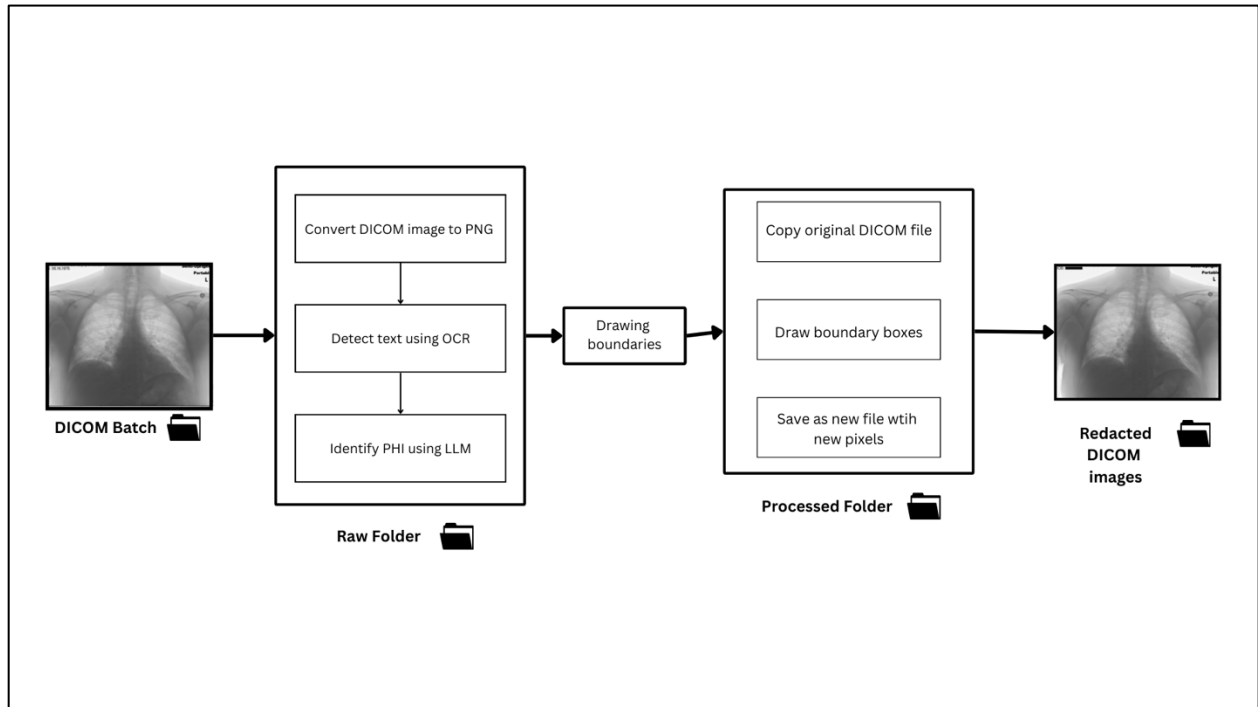 Portable
L
DICOM Batch
Convert DICOM image to PNG
Detect text using OCR
Identify PHI using LLM
Raw Folder
Drawing
boundaries
Copy original DICOM file
Draw boundary boxes
Save as new file wtih
new pixels
Processed Folder
L
Redacted
DICOM
images